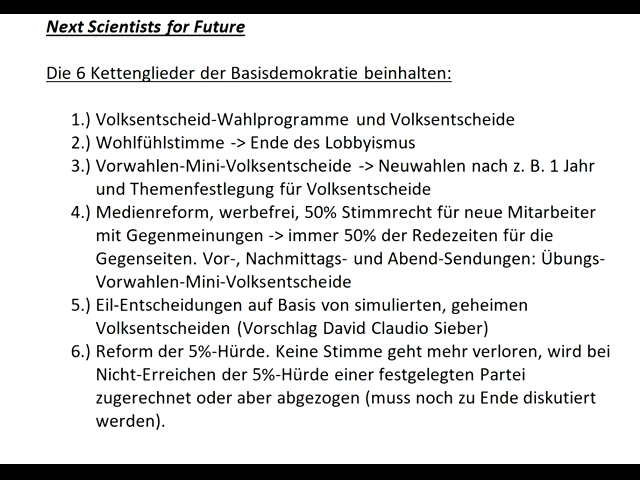 Next Scientists for Future
Die 6 Kettenglieder der Basisdemokratie beinhalten:
1.) Volksentscheid-Wahlprogramme und Volksentscheide
2.) Wohlfühlstimme -> Ende des Lobbyismus
3.) Vorwahlen-Mini-Volksentscheide -> Neuwahlen nach z. B. 1 Jahr
und Themenfestlegung für Volksentscheide
4.) Medienreform, werbefrei, 50% Stimmrecht für neue Mitarbeiter
mit Gegenmeinungen -> immer 50% der Redezeiten für die
Gegenseiten. Vor-, Nachmittags- und Abend-Sendungen: Übungs-
Vorwahlen-Mini-Volksentscheide
5.) Eil-Entscheidungen auf Basis von simulierten, geheimen
Volksentscheiden (Vorschlag David Claudio Sieber)
6.) Reform der 5%-Hürde. Keine Stimme geht mehr verloren, wird bei
Nicht-Erreichen der 5%-Hürde einer festgelegten Partei
zugerechnet oder aber abgezogen (muss noch zu Ende diskutiert
werden).